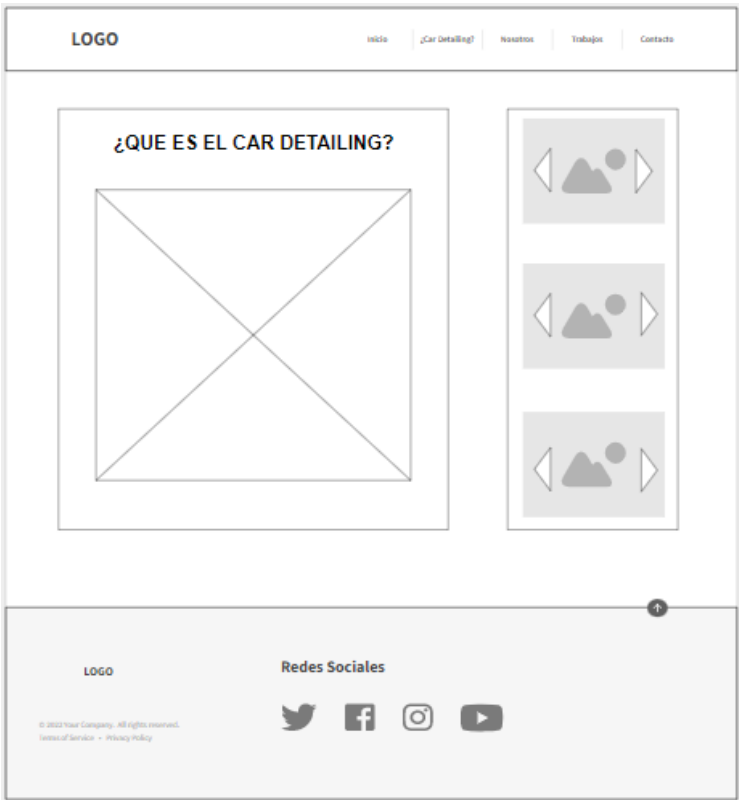 LOGO
Inicio
¿Car Detailing?
Nosotros
Trabajos
Contacto
¿QUE ES EL CAR DETAILING?
LOGO
Redes Sociales
© 2022 Your Company. All rights reserved.
Terms of Service • Privacy Policy